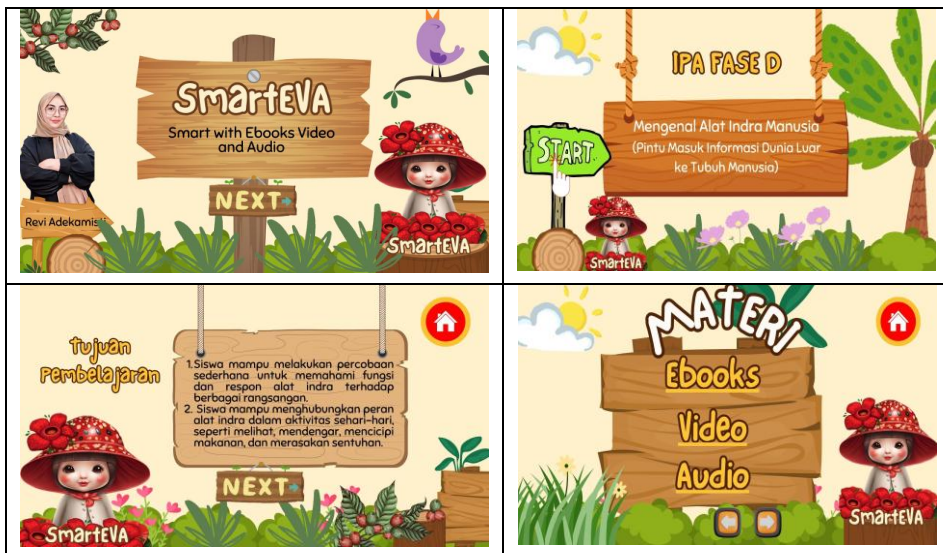 SmartEVA
Smart with Ebooks Video
and Audio
NEXT
Revi Adekamisti
SmartEVA
IPA FASE D
Mengenal Alat Indra Manusia
(Pintu Masuk Informasi Dunia Luar
ke Tubuh Manusia)
START
SmartEVA
Tujuan
Pembelajaran
1.Siswa mampu melakukan percobaan
sederhana untuk memahami fungsi
dan respon alat indra terhadap
berbagai rangsangan.
2. Siswa mampu menghubungkan peran
alat indra dalam aktivitas sehari-hari,
seperti melihat, mendengar, mencicipi
makanan, dan merasakan sentuhan.
NEXT
SmartEVA
MATERI
Ebooks
Video
Audio
SmartEVA